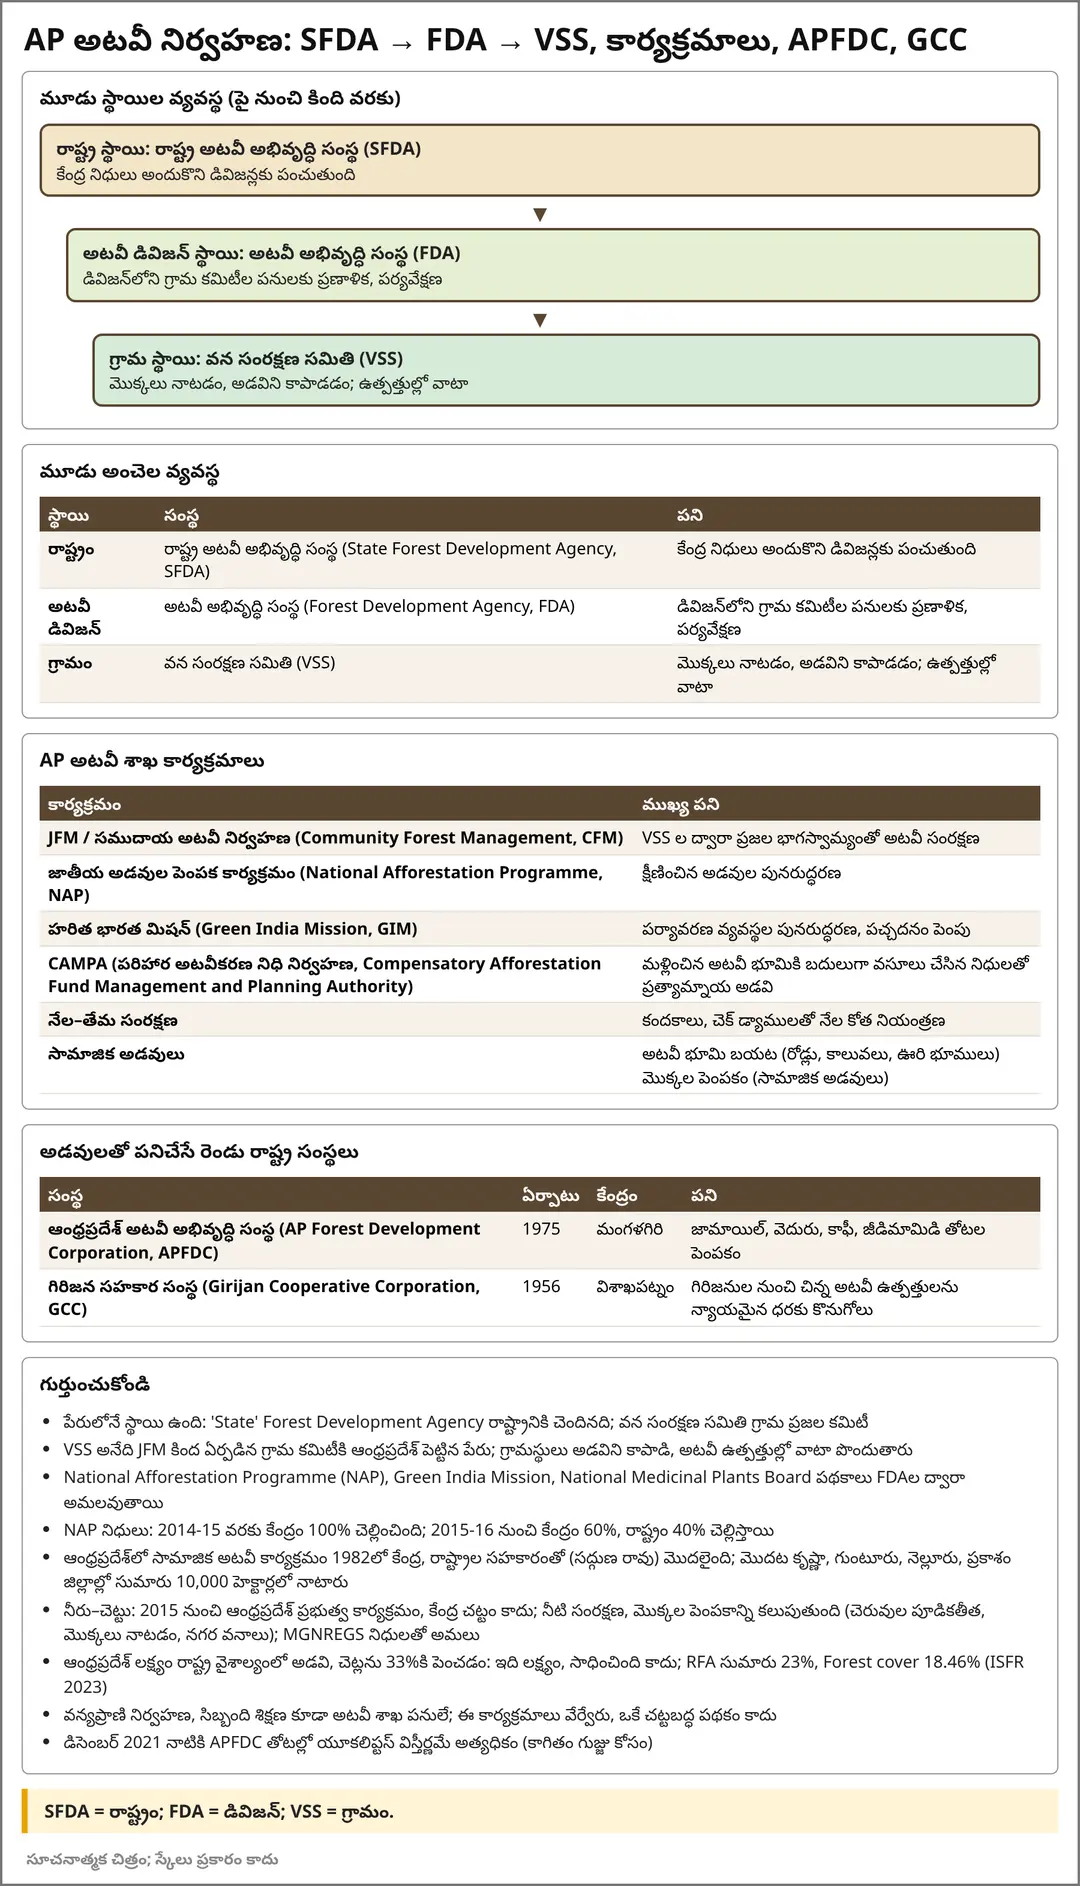 AP అటవీ నిర్వహణ: SFDA → FDA → VSS, కార్యక్రమాలు, APFDC, GCC
మూడు స్థాయిల వ్యవస్థ (పై నుంచి కింది వరకు)
రాష్ట్ర స్థాయి: రాష్ట్ర అటవీ అభివృద్ధి సంస్థ (SFDA)
కేంద్ర నిధులు అందుకొని డివిజన్లకు పంచుతుంది
▼
అటవీ డివిజన్ స్థాయి: అటవీ అభివృద్ధి సంస్థ (FDA)
డివిజన్‌లోని గ్రామ కమిటీల పనులకు ప్రణాళిక, పర్యవేక్షణ
▼
గ్రామ స్థాయి: వన సంరక్షణ సమితి (VSS)
మొక్కలు నాటడం, అడవిని కాపాడడం; ఉత్పత్తుల్లో వాటా
మూడు అంచెల వ్యవస్థ
స్థాయి సంస్థ పని
రాష్ట్రం రాష్ట్ర అటవీ అభివృద్ధి సంస్థ (State Forest Development Agency, కేంద్ర నిధులు అందుకొని డివిజన్లకు పంచుతుంది
SFDA)
అటవీ అటవీ అభివృద్ధి సంస్థ (Forest Development Agency, FDA) డివిజన్‌లోని గ్రామ కమిటీల పనులకు ప్రణాళిక,
డివిజన్ పర్యవేక్షణ
గ్రామం వన సంరక్షణ సమితి (VSS) మొక్కలు నాటడం, అడవిని కాపాడడం; ఉత్పత్తుల్లో
వాటా
AP అటవీ శాఖ కార్యక్రమాలు
కార్యక్రమం ముఖ్య పని
JFM / సముదాయ అటవీ నిర్వహణ (Community Forest Management, CFM) VSS ల ద్వారా ప్రజల భాగస్వామ్యంతో అటవీ సంరక్షణ
జాతీయ అడవుల పెంపక కార్యక్రమం (National Afforestation Programme, క్షీణించిన అడవుల పునరుద్ధరణ
NAP)
హరిత భారత మిషన్ (Green India Mission, GIM) పర్యావరణ వ్యవస్థల పునరుద్ధరణ, పచ్చదనం పెంపు
CAMPA (పరిహార అటవీకరణ నిధి నిర్వహణ, Compensatory Afforestation మళ్లించిన అటవీ భూమికి బదులుగా వసూలు చేసిన నిధులతో
Fund Management and Planning Authority) ప్రత్యామ్నాయ అడవి
నేల–తేమ సంరక్షణ కందకాలు, చెక్ డ్యాములతో నేల కోత నియంత్రణ
సామాజిక అడవులు అటవీ భూమి బయట (రోడ్లు, కాలువలు, ఊరి భూములు)
మొక్కల పెంపకం (సామాజిక అడవులు)
అడవులతో పనిచేసే రెండు రాష్ట్ర సంస్థలు
సంస్థ ఏర్పాటు కేంద్రం పని
ఆంధ్రప్రదేశ్ అటవీ అభివృద్ధి సంస్థ (AP Forest Development 1975 మంగళగిరి జామాయిల్, వెదురు, కాఫీ, జీడిమామిడి తోటల
Corporation, APFDC) పెంపకం
గిరిజన సహకార సంస్థ (Girijan Cooperative Corporation, 1956 విశాఖపట్నం గిరిజనుల నుంచి చిన్న అటవీ ఉత్పత్తులను
GCC) న్యాయమైన ధరకు కొనుగోలు
గుర్తుంచుకోండి
• పేరులోనే స్థాయి ఉంది: 'State' Forest Development Agency రాష్ట్రానికి చెందినది; వన సంరక్షణ సమితి గ్రామ ప్రజల కమిటీ
• VSS అనేది JFM కింద ఏర్పడిన గ్రామ కమిటీకి ఆంధ్రప్రదేశ్ పెట్టిన పేరు; గ్రామస్థులు అడవిని కాపాడి, అటవీ ఉత్పత్తుల్లో వాటా పొందుతారు
• National Afforestation Programme (NAP), Green India Mission, National Medicinal Plants Board పథకాలు FDAల ద్వారా
అమలవుతాయి
• NAP నిధులు: 2014-15 వరకు కేంద్రం 100% చెల్లించింది; 2015-16 నుంచి కేంద్రం 60%, రాష్ట్రం 40% చెల్లిస్తాయి
• ఆంధ్రప్రదేశ్‌లో సామాజిక అటవీ కార్యక్రమం 1982లో కేంద్ర, రాష్ట్రాల సహకారంతో (సద్గుణ రావు) మొదలైంది; మొదట కృష్ణా, గుంటూరు, నెల్లూరు, ప్రకాశం
జిల్లాల్లో సుమారు 10,000 హెక్టార్లలో నాటారు
• నీరు–చెట్టు: 2015 నుంచి ఆంధ్రప్రదేశ్ ప్రభుత్వ కార్యక్రమం, కేంద్ర చట్టం కాదు; నీటి సంరక్షణ, మొక్కల పెంపకాన్ని కలుపుతుంది (చెరువుల పూడికతీత,
మొక్కలు నాటడం, నగర వనాలు); MGNREGS నిధులతో అమలు
• ఆంధ్రప్రదేశ్ లక్ష్యం రాష్ట్ర వైశాల్యంలో అడవి, చెట్లను 33%కి పెంచడం: ఇది లక్ష్యం, సాధించింది కాదు; RFA సుమారు 23%, Forest cover 18.46% (ISFR
2023)
• వన్యప్రాణి నిర్వహణ, సిబ్బంది శిక్షణ కూడా అటవీ శాఖ పనులే; ఈ కార్యక్రమాలు వేర్వేరు, ఒకే చట్టబద్ధ పథకం కాదు
• డిసెంబర్ 2021 నాటికి APFDC తోటల్లో యూకలిప్టస్ విస్తీర్ణమే అత్యధికం (కాగితం గుజ్జు కోసం)
SFDA = రాష్ట్రం; FDA = డివిజన్; VSS = గ్రామం.
సూచనాత్మక చిత్రం; స్కేలు ప్రకారం కాదు